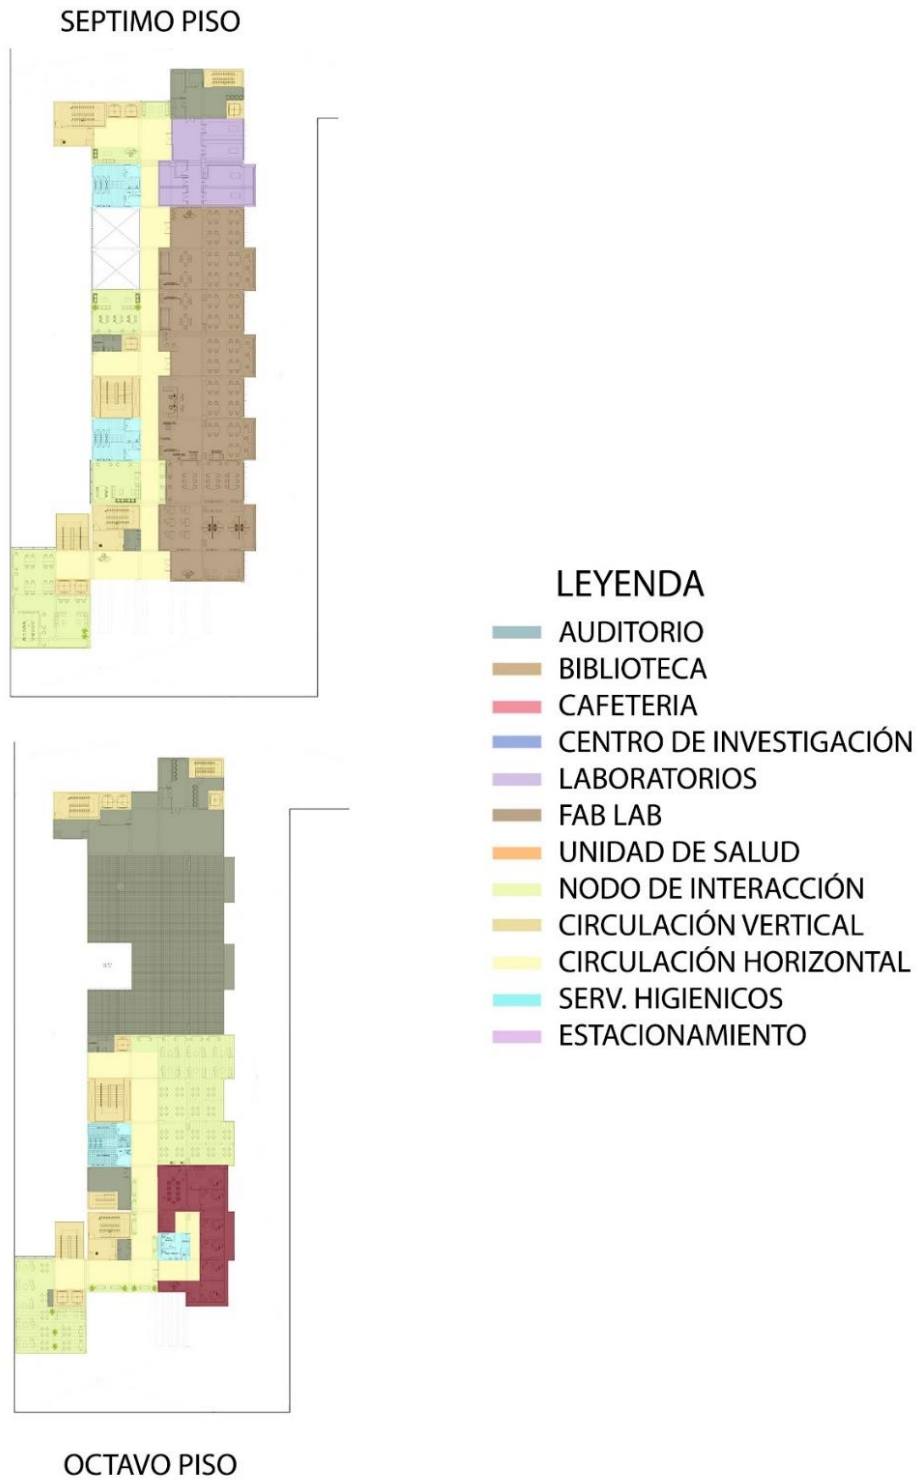 SEPTIMO PISO
LEYENDA
AUDITORIO
BIBLIOTECA
CAFETERIA
CENTRO DE INVESTIGACIÓN
LABORATORIOS
FAB LAB
UNIDAD DE SALUD
NODO DE INTERACCIÓN
CIRCULACIÓN VERTICAL
CIRCULACIÓN HORIZONTAL
SERV. HIGIENICOS
ESTACIONAMIENTO
OCTAVO PISO